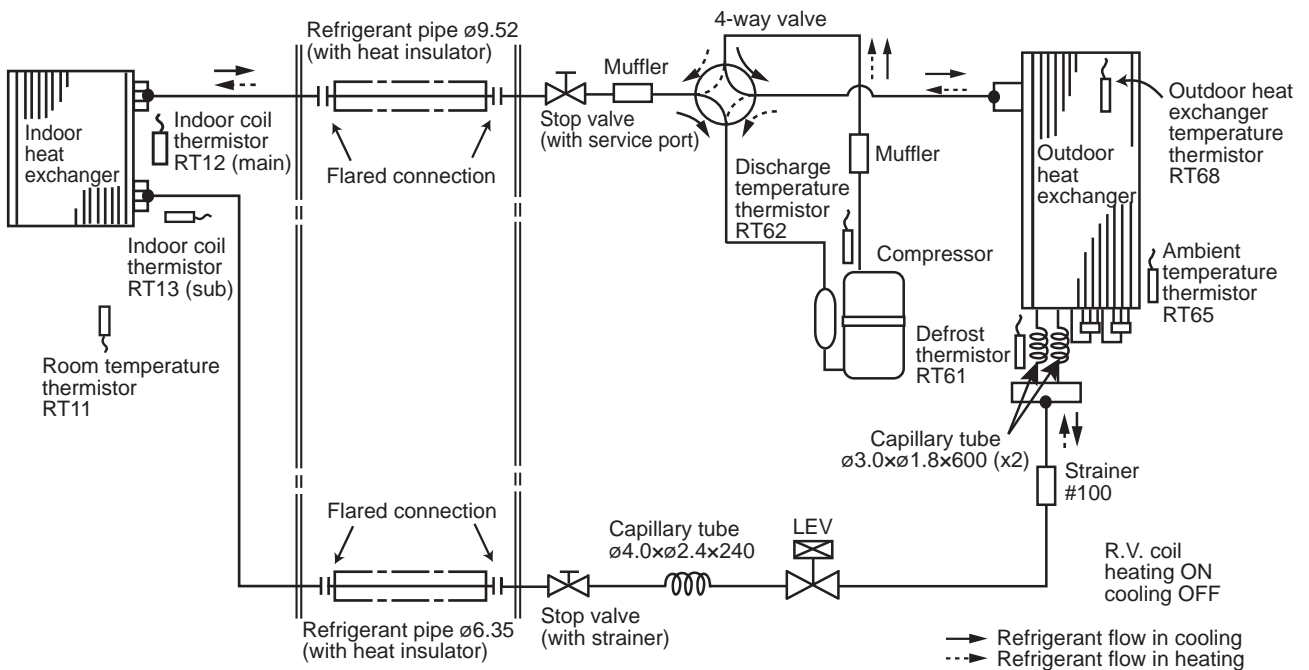 4-way valve
Refrigerant pipe ø9.52
(with heat insulator)
Muffler
Stop valve
(with service port)
Indoor
heat
exchanger
Indoor coil
thermistor
RT12 (main)
Flared connection
Indoor coil
thermistor
RT13 (sub)
Room temperature
thermistor
RT11
Discharge
temperature
thermistor
RT62
Muffler
Compressor
Outdoor
heat
exchanger
Outdoor heat
exchanger
temperature
thermistor
RT68
Ambient
temperature
thermistor
RT65
Defrost
thermistor
RT61
Capillary tube
ø3.0×ø1.8×600 (x2)
Strainer
#100
Flared connection
Capillary tube
ø4.0×ø2.4×240
LEV
Stop valve
(with strainer)
Refrigerant pipe ø6.35
(with heat insulator)
R.V. coil
heating ON
cooling OFF
Refrigerant flow in cooling
Refrigerant flow in heating